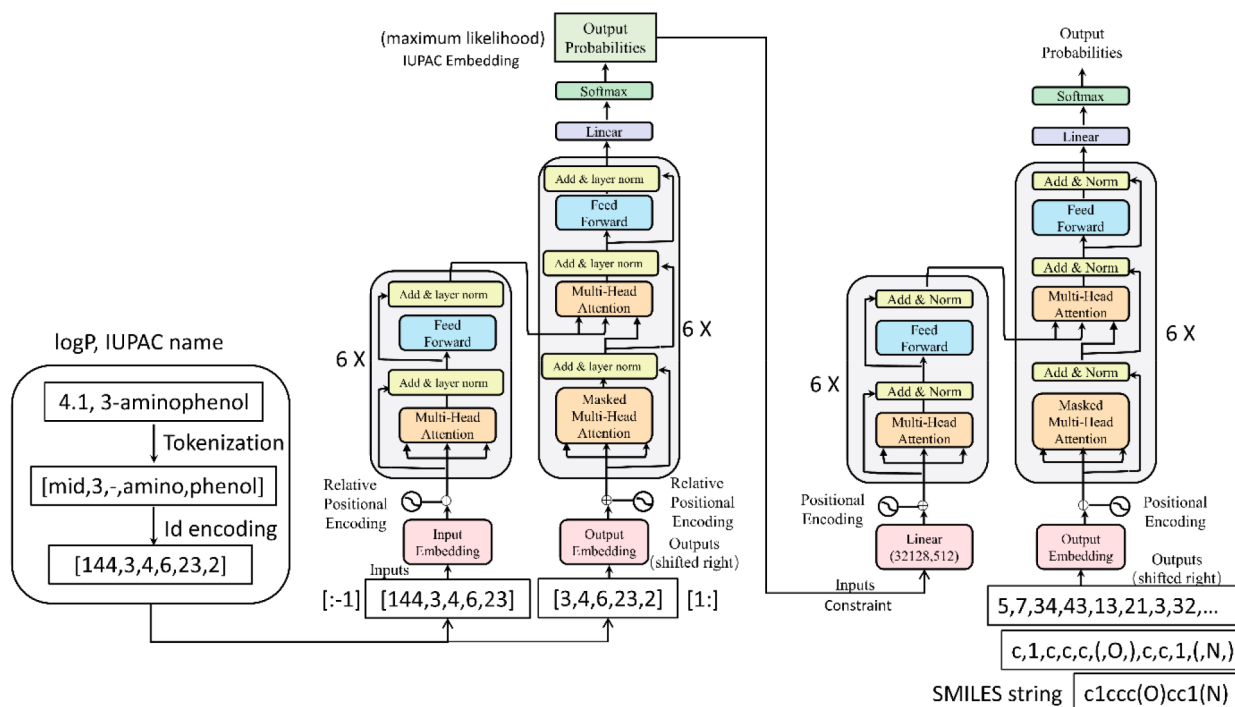 logP, IUPAC name
4.1, 3-aminophenol
Tokenization
[mid,3,-,amino,phenol]
Id encoding
[144,3,4,6,23,2]
6 X
Add & layer norm
Feed
Forward
Add & layer norm
Multi-Head
Attention
Relative
Positional
Encoding
Input
Embedding
Inputs
[:-1]
[144,3,4,6,23]
(maximum likelihood)
IUPAC Embedding
Output
Probabilities
Softmax
Linear
Add & layer norm
Feed
Forward
Add & layer norm
Multi-Head
Attention
6 X
Add & layer norm
Masked
Multi-Head
Attention
Relative
Positional
Encoding
Output
Embedding
Outputs
(shifted right)
[3,4,6,23,2]
[1:]
6 X
Add & Norm
Feed
Forward
Add & Norm
Multi-Head
Attention
Positional
Encoding
Linear
(32128,512)
Inputs
Constraint
Output
Probabilities
Softmax
Linear
Add & Norm
Feed
Forward
Add & Norm
Multi-Head
Attention
6 X
Add & Norm
Masked
Multi-Head
Attention
Positional
Encoding
Output
Embedding
Outputs
(shifted right)
5,7,34,43,13,21,3,32,...
c,1,c,c,c,(,O,),c,c,1,(,N,)
SMILES string
c1ccc(O)cc1(N)